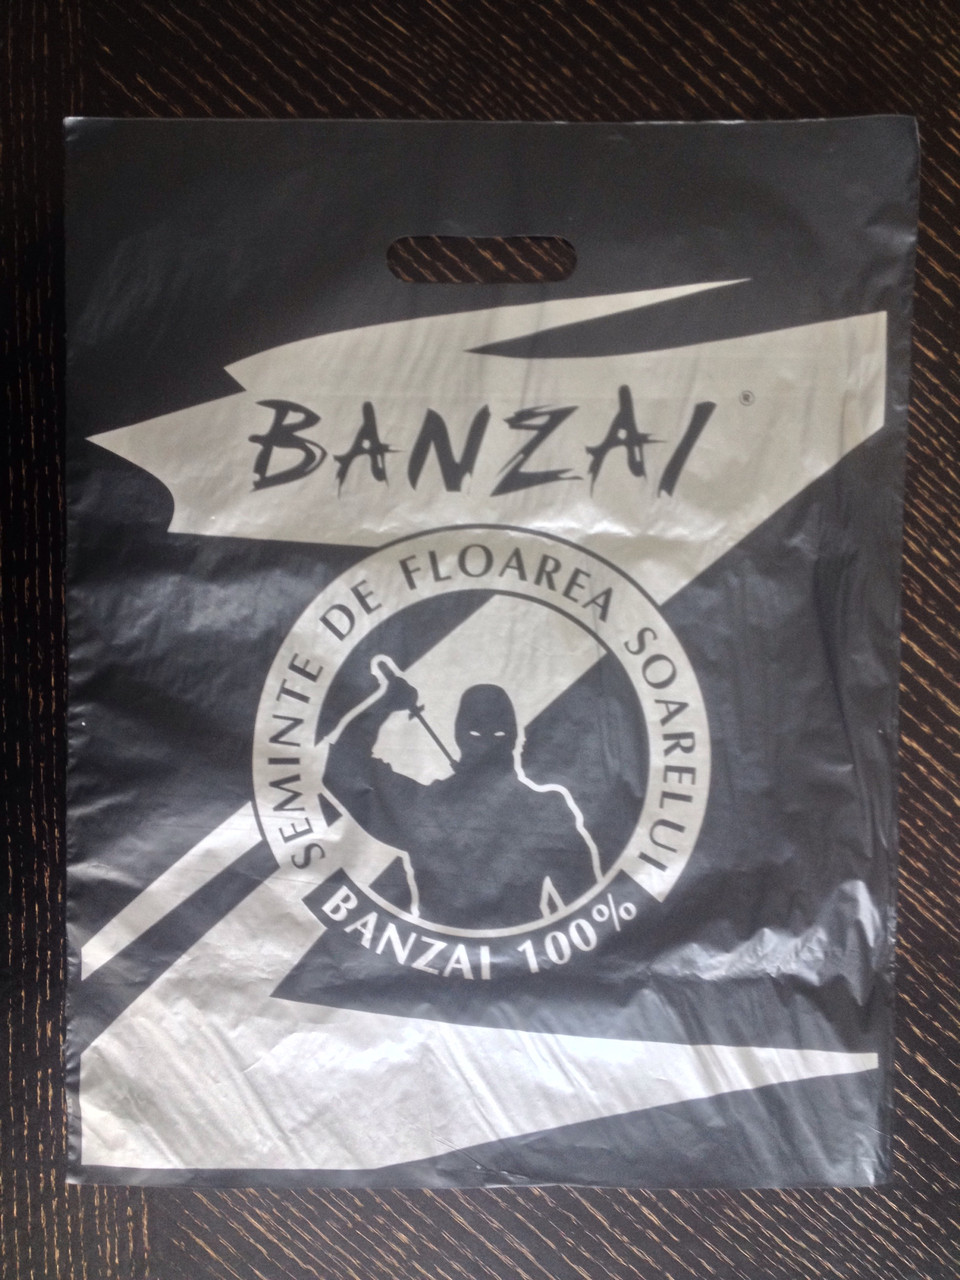 BANZAI ®
SEMINTE DE FLOAREA SOARELUI
BANZAI 100%